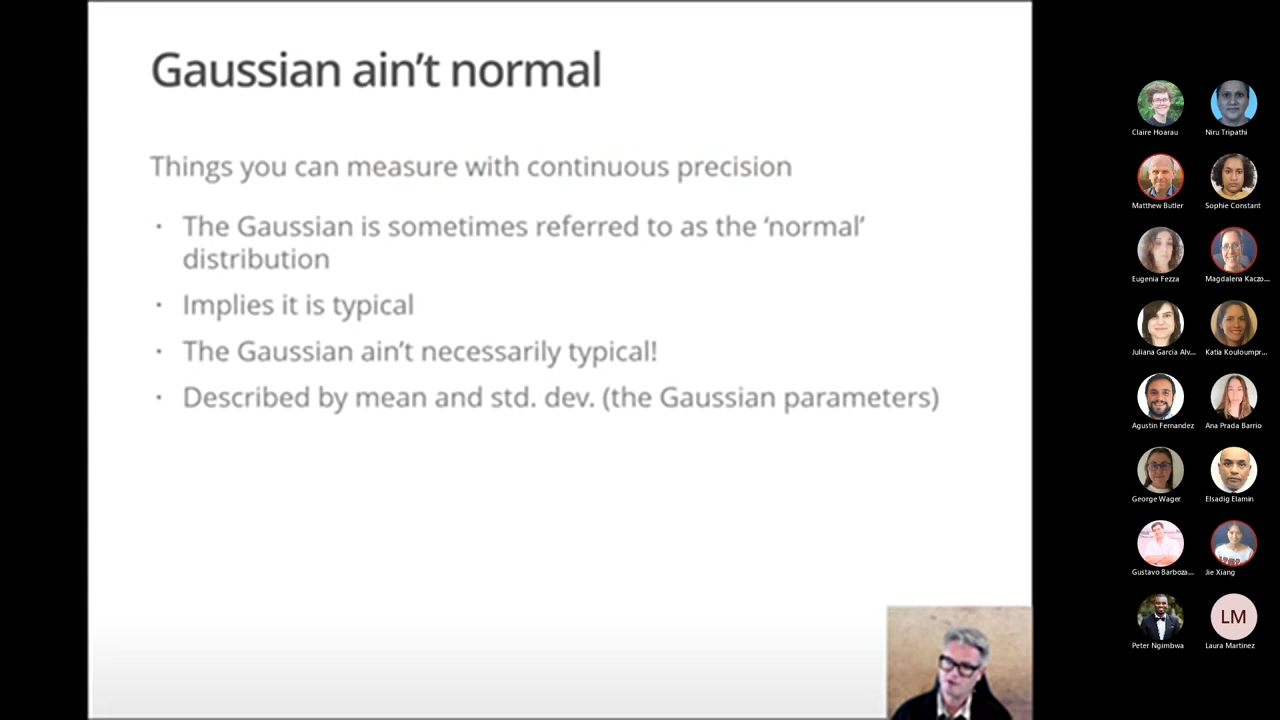 Gaussian ain't normal
Things you can measure with continuous precision
· The Gaussian is sometimes referred to as the ‘normal’
distribution
· Implies it is typical
· The Gaussian ain't necessarily typical!
· Described by mean and std. dev. (the Gaussian parameters)
Claire Hoarau
Niru Tripathi
Matthew Butler
Sophie Constant
Eugenia Fezza
Magdalena Kaczo...
Juliana Garcia Alv...
Katia Kouloumpr...
Agustin Fernandez
Ana Prada Barrio
George Wager
Elsadig Elamin
Gustavo Barboza...
Jie Xiang
Peter Ngimbwa
LM
Laura Martinez